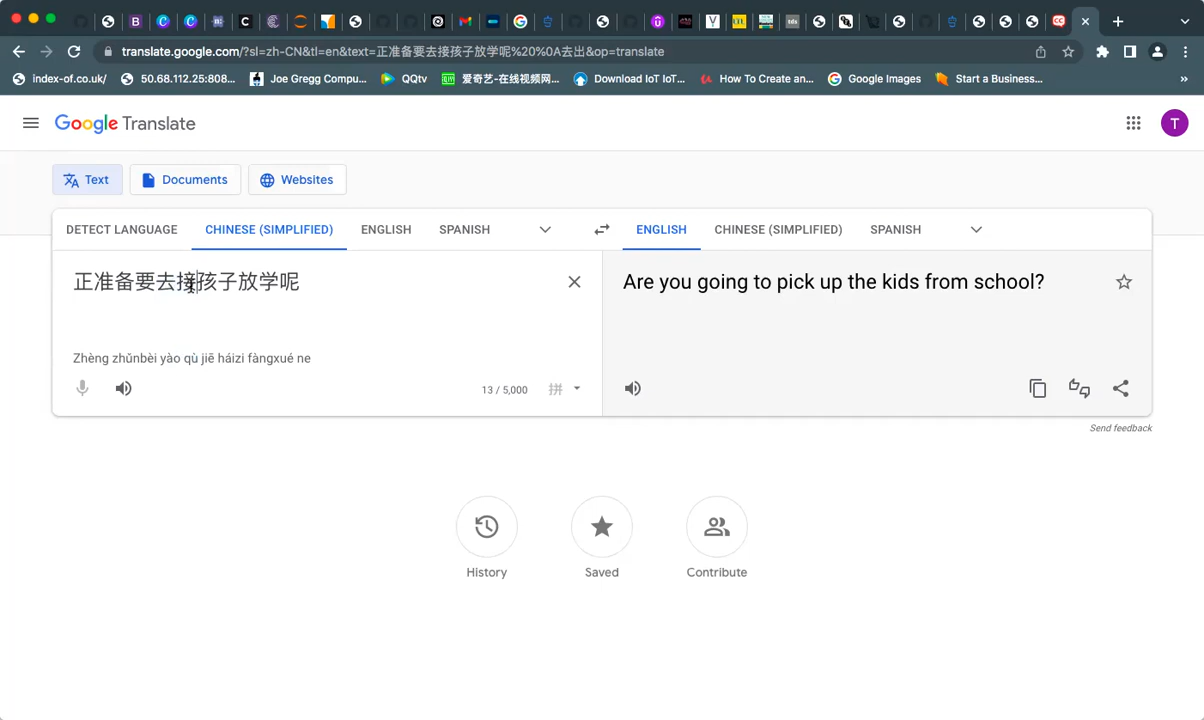 translate.google.com/?sl=zh-CN&tl=en&text=正准备要去接孩子放学呢%20%0A去出&op=translate
index-of.co.uk/ 50.68.112.25:808... Joe Gregg Compu... QQtv 爱奇艺-在线视频网... Download IoT IoT... How To Create an... Google Images Start a Business... »
Google Translate T
Text Documents Websites
DETECT LANGUAGE CHINESE (SIMPLIFIED) ENGLISH SPANISH ENGLISH CHINESE (SIMPLIFIED) SPANISH
正准备要去接孩子放学呢 Are you going to pick up the kids from school?
Zhèng zhǔnbèi yào qù jiē háizi fàngxué ne
13 / 5,000 拼
Send feedback
History Saved Contribute